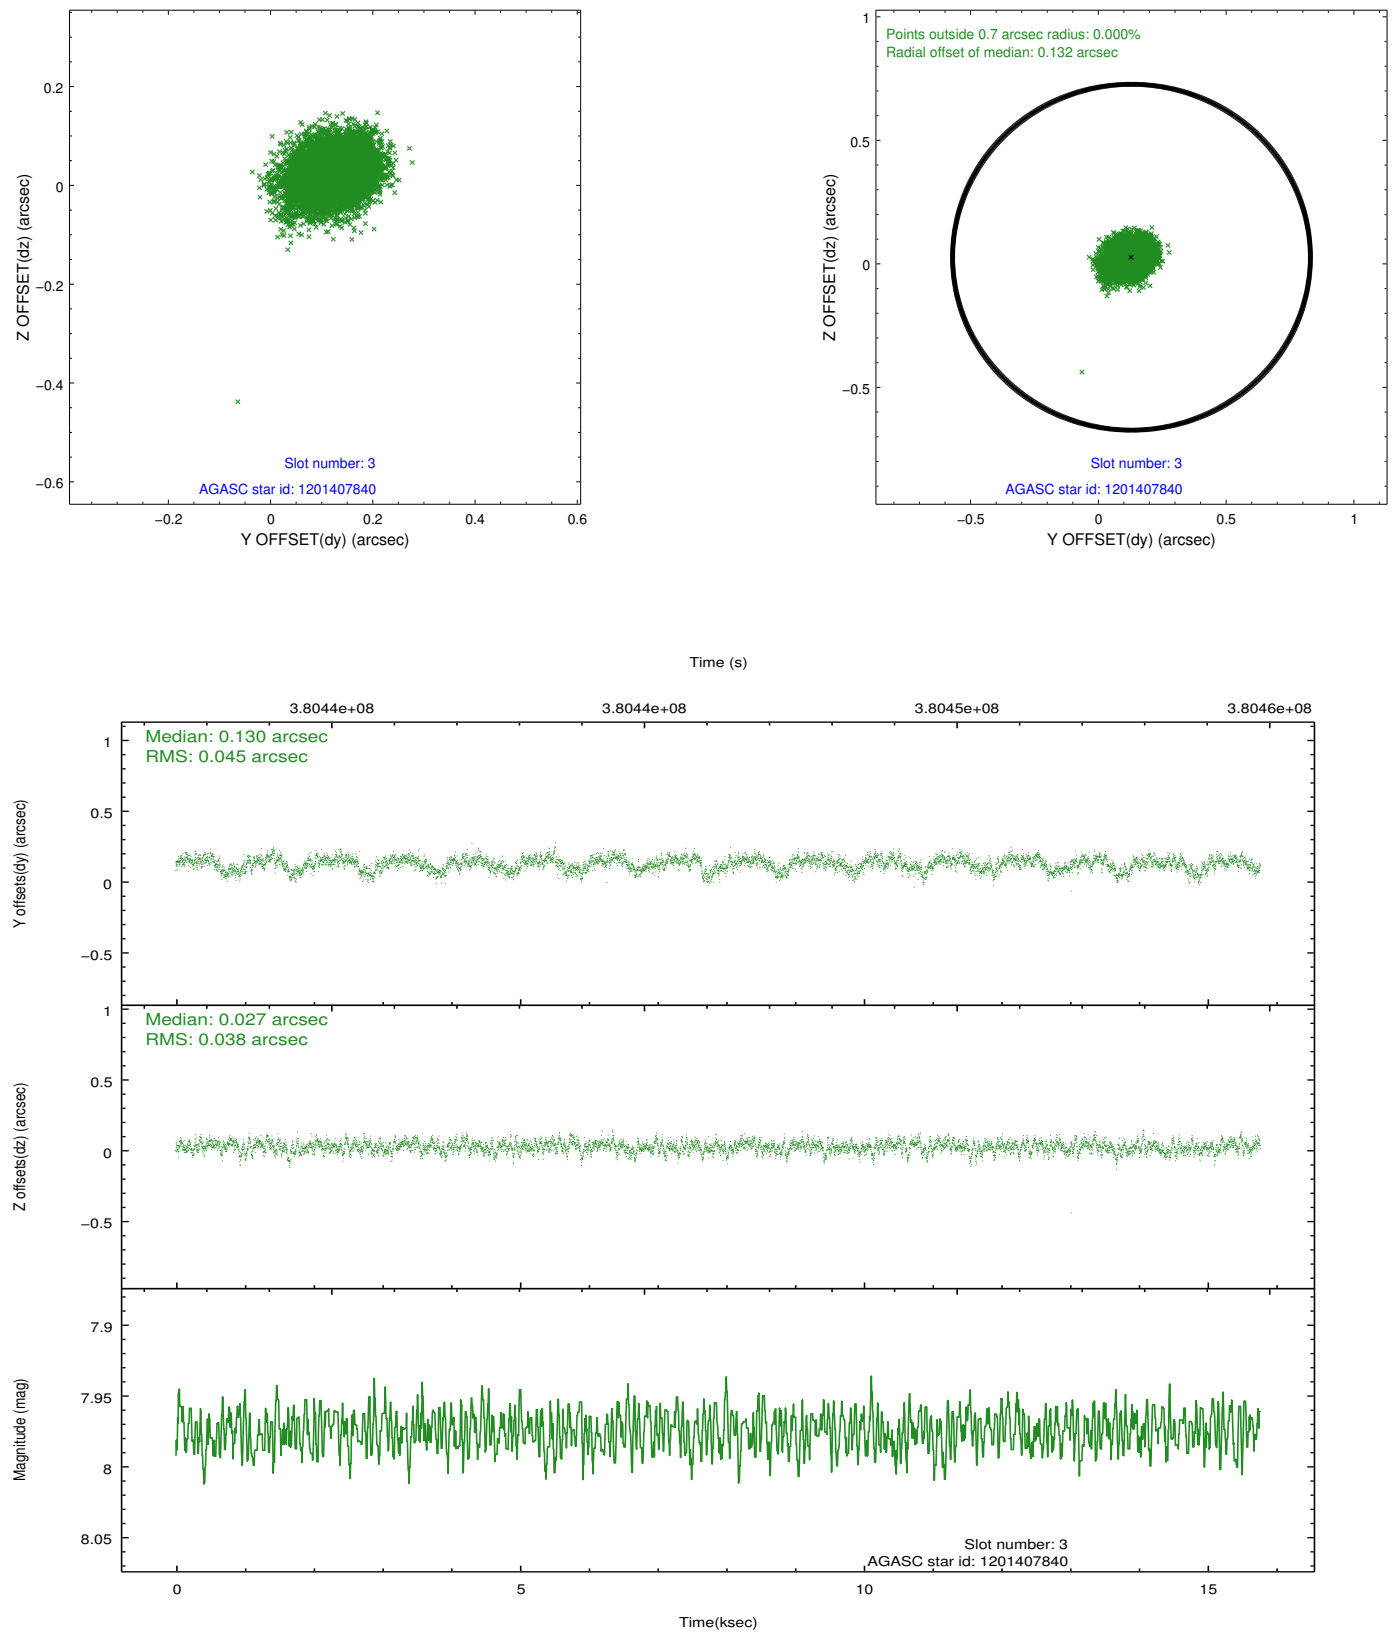 0.2
0
−0.2
−0.4
−0.6
Z OFFSET(dz) (arcsec)
Slot number: 3
AGASC star id: 1201407840
−0.2
0
0.2
0.4
0.6
Y OFFSET(dy) (arcsec)
1
0.5
0
−0.5
Z OFFSET(dz) (arcsec)
Points outside 0.7 arcsec radius: 0.000%
Radial offset of median: 0.132 arcsec
Slot number: 3
AGASC star id: 1201407840
−0.5
0
0.5
1
Y OFFSET(dy) (arcsec)
Time (s)
3.8044e+08
3.8044e+08
3.8045e+08
3.8046e+08
Median: 0.130 arcsec
RMS: 0.045 arcsec
1
0.5
0
−0.5
Y offsets(dy) (arcsec)
Median: 0.027 arcsec
RMS: 0.038 arcsec
1
0.5
0
−0.5
Z offsets(dz) (arcsec)
7.9
7.95
8
8.05
Magnitude (mag)
Slot number: 3
AGASC star id: 1201407840
0
5
10
15
Time(ksec)